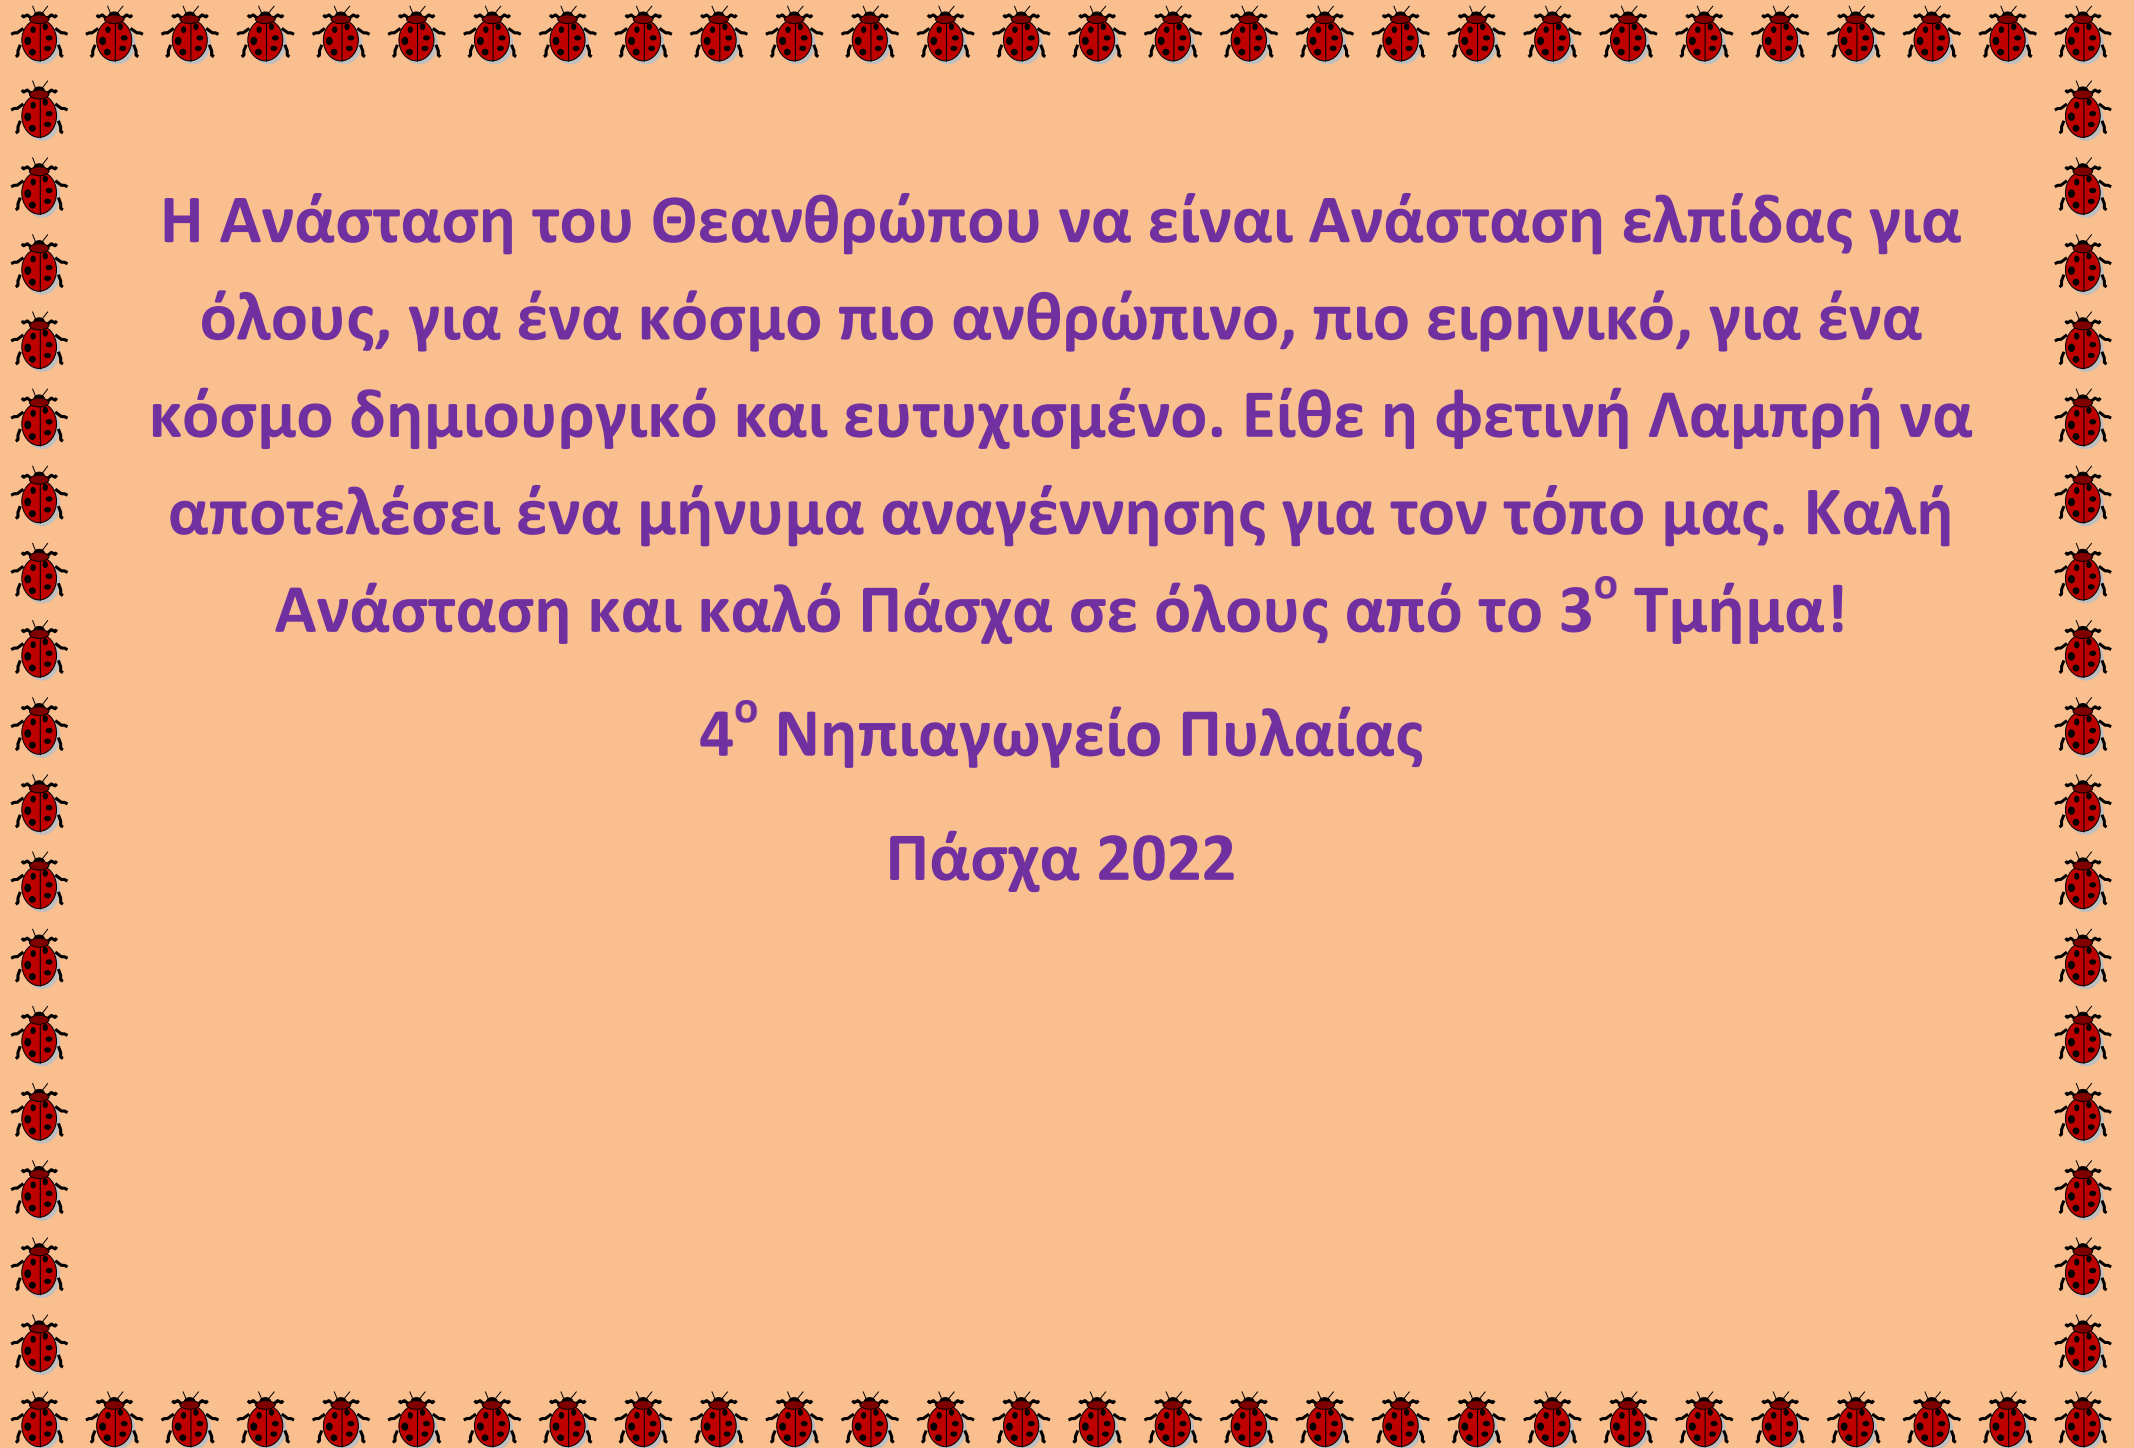 Η Ανάσταση του Θεανθρώπου να είναι Ανάσταση ελπίδας για
όλους, για ένα κόσμο πιο ανθρώπινο, πιο ειρηνικό, για ένα
κόσμο δημιουργικό και ευτυχισμένο. Είθε η φετινή Λαμπρή να
αποτελέσει ένα μήνυμα αναγέννησης για τον τόπο μας. Καλή
Ανάσταση και καλό Πάσχα σε όλους από το 3ο Τμήμα!
4ο Νηπιαγωγείο Πυλαίας
Πάσχα 2022